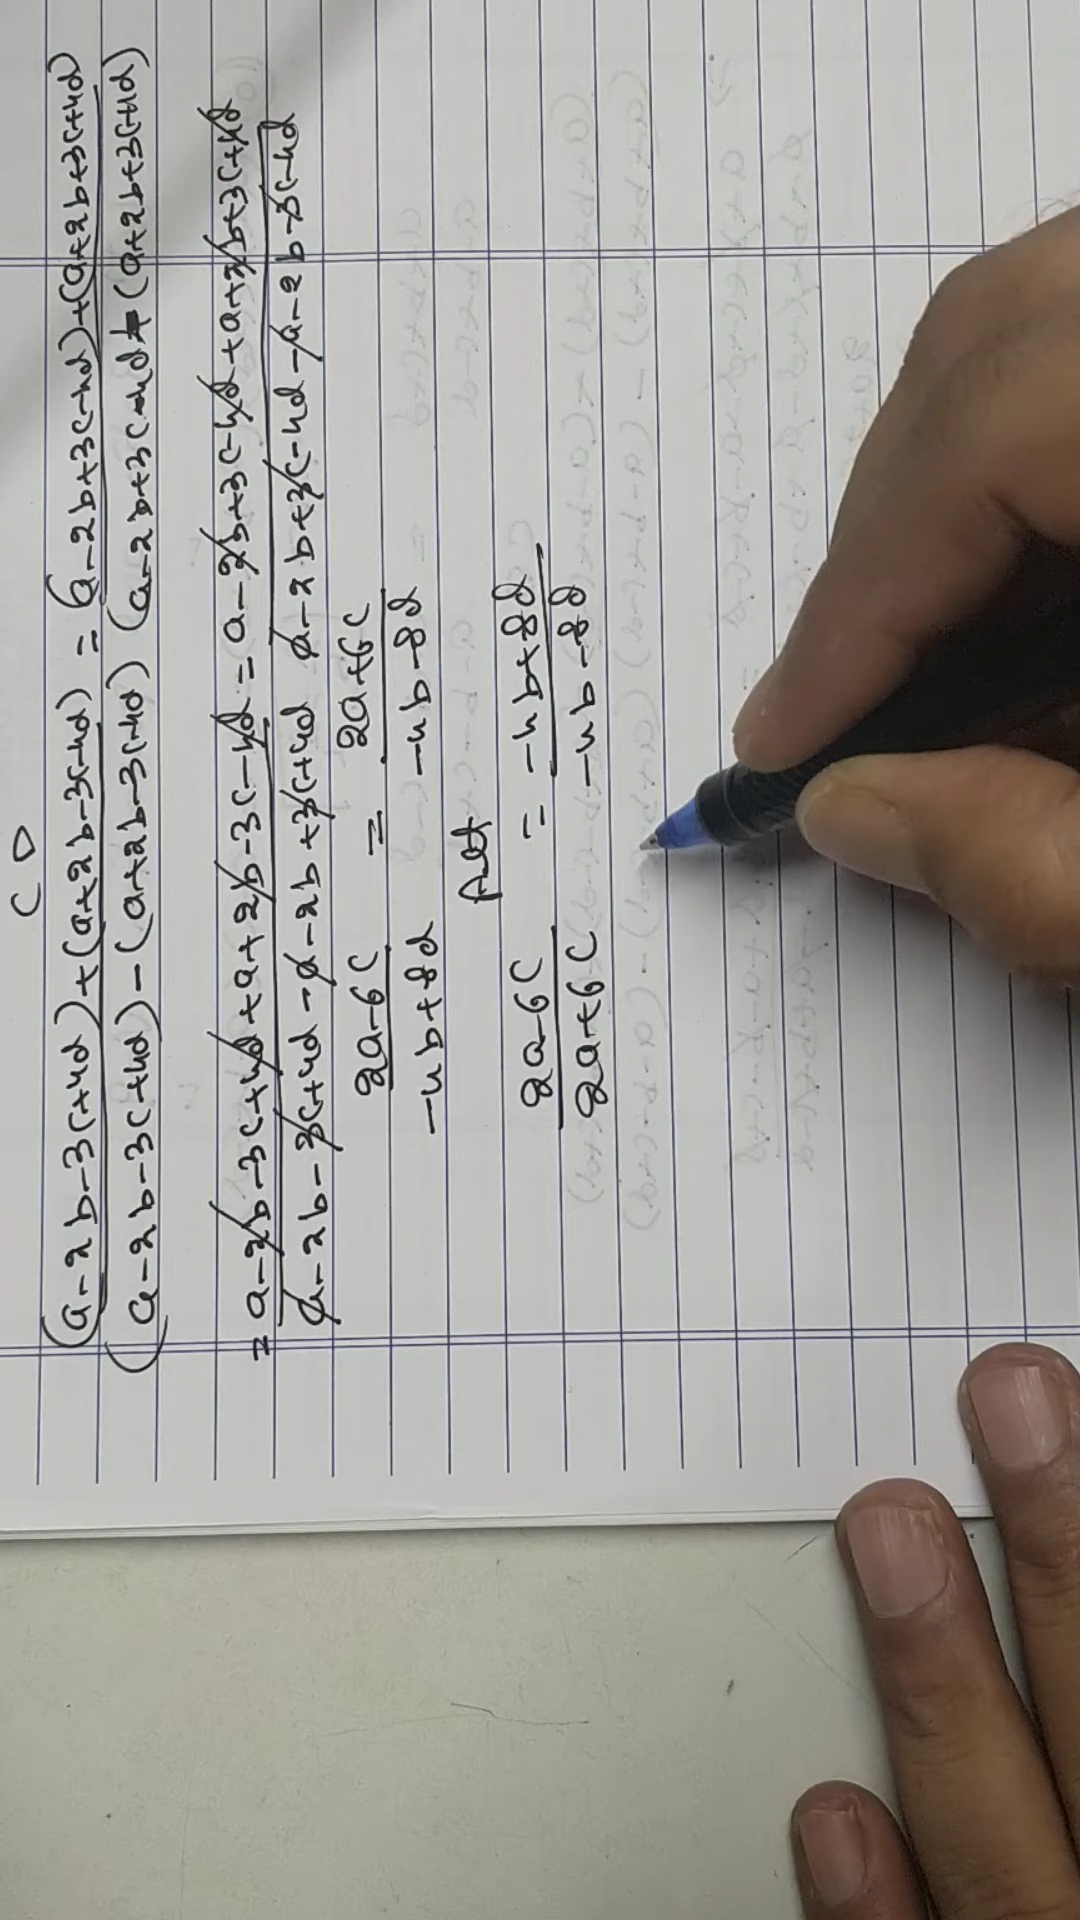 C D
(a-2b-3c+4d)+(a+2b-3c-4d) = (a-2b+3c-4d)+(a+2b+3c+4d)
(a-2b-3c+4d)-(a+2b-3c-4d) (a-2b+3c-4d)-(a+2b+3c+4d)
= a-2b-3c+4d+a+2b-3c-4d = a-2b+3c-4d+a+2b+3c+4d
a-2b-3c+4d-a-2b+3c+4d a-2b+3c-4d-a-2b-3c-4d
2a-6c = 2a+6c
-4b+8d -4b-8d
2a-6c = -4b+8d
2a+6c -4b-8d